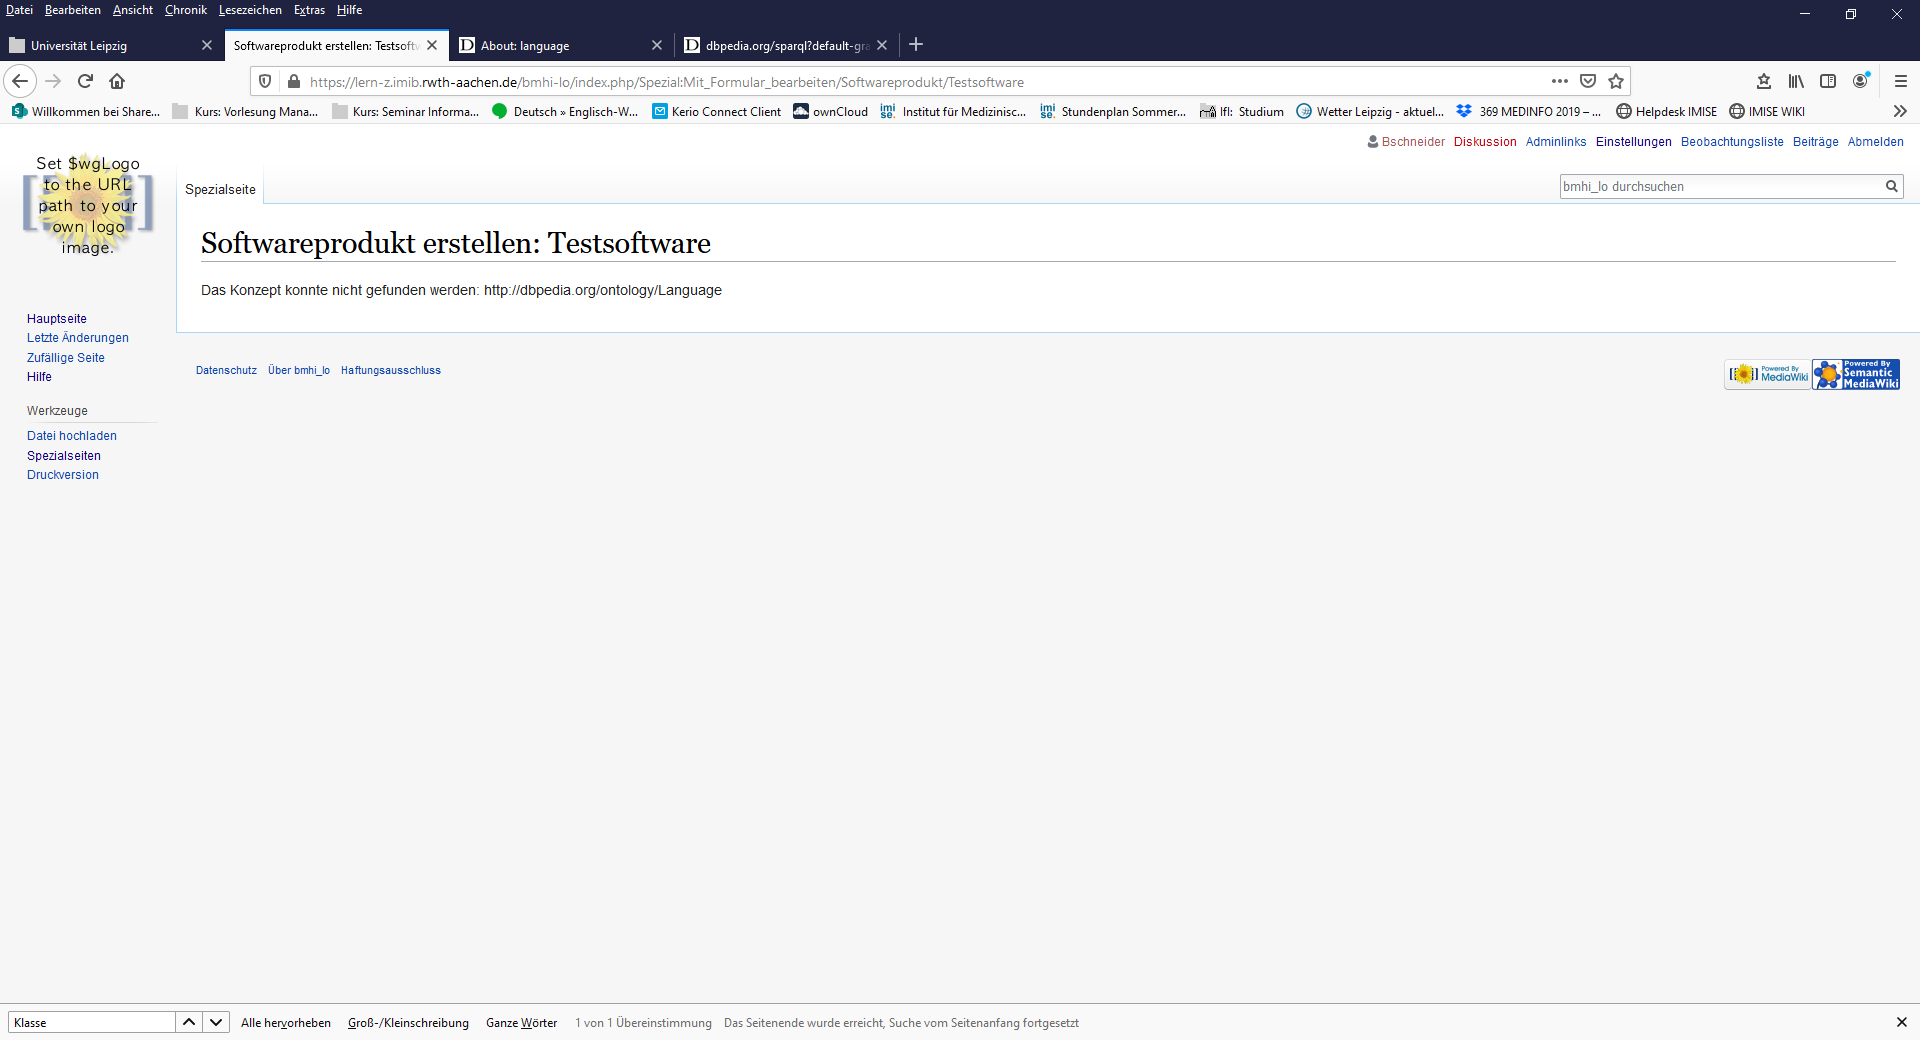 Datei Bearbeiten Ansicht Chronik Lesezeichen Extras Hilfe
Universität Leipzig
Softwareprodukt erstellen: Testsoftw
About: language
dbpedia.org/sparql?default-gra
https://lern-z.imib.rwth-aachen.de/bmhi-lo/index.php/Spezial:Mit_Formular_bearbeiten/Softwareprodukt/Testsoftware
Willkommen bei Share... Kurs: Vorlesung Mana... Kurs: Seminar Informa... Deutsch » Englisch-W... Kerio Connect Client ownCloud Institut für Medizinisc... Stundenplan Sommer... IfI: Studium Wetter Leipzig - aktuel... 369 MEDINFO 2019 – ... Helpdesk IMISE IMISE WIKI
Bschneider Diskussion Adminlinks Einstellungen Beobachtungsliste Beiträge Abmelden
Set $wgLogo
to the URL
path to your
own logo
image.
Spezialseite
bmhi_lo durchsuchen
Softwareprodukt erstellen: Testsoftware
Das Konzept konnte nicht gefunden werden: http://dbpedia.org/ontology/Language
Hauptseite
Letzte Änderungen
Zufällige Seite
Hilfe
Werkzeuge
Datei hochladen
Spezialseiten
Druckversion
Datenschutz Über bmhi_lo Haftungsausschluss
Powered By
MediaWiki
Powered By
Semantic
MediaWiki
Klasse
Alle hervorheben Groß-/Kleinschreibung Ganze Wörter 1 von 1 Übereinstimmung Das Seitenende wurde erreicht, Suche vom Seitenanfang fortgesetzt